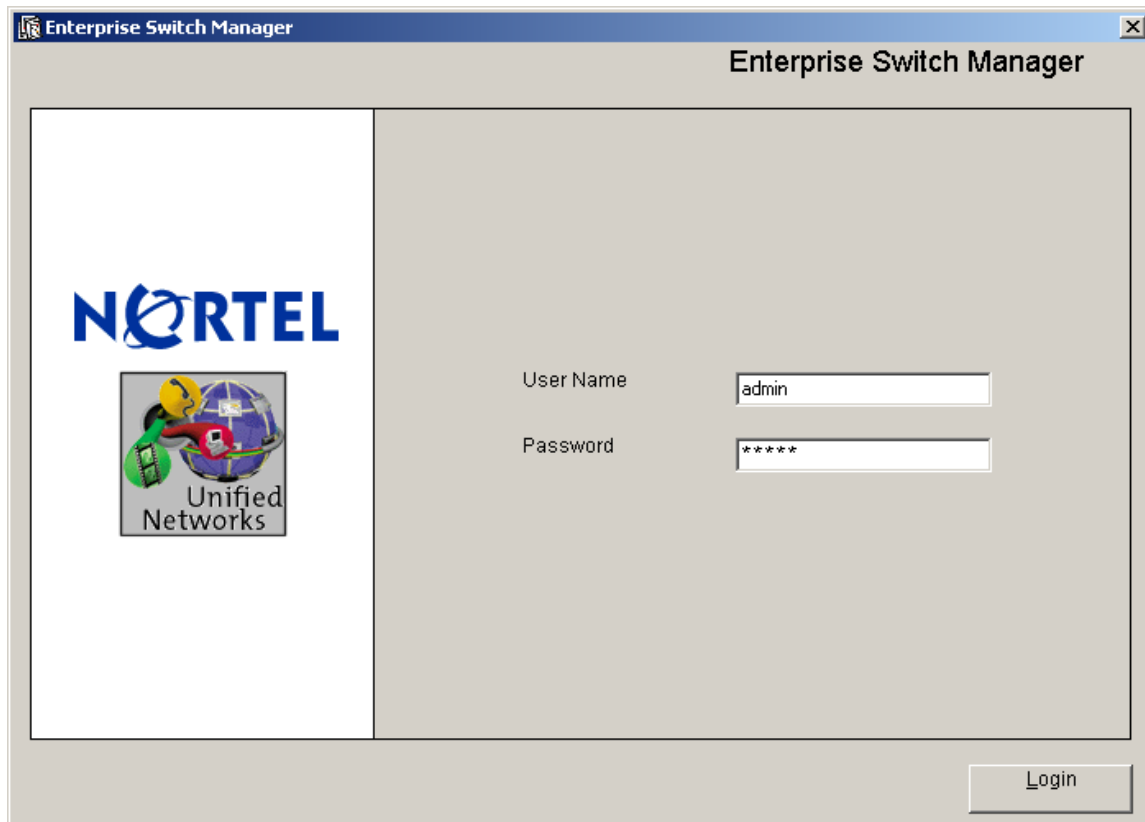 Enterprise Switch Manager
Enterprise Switch Manager
NORTEL
Unified
Networks
User Name
admin
Password
*****
Login